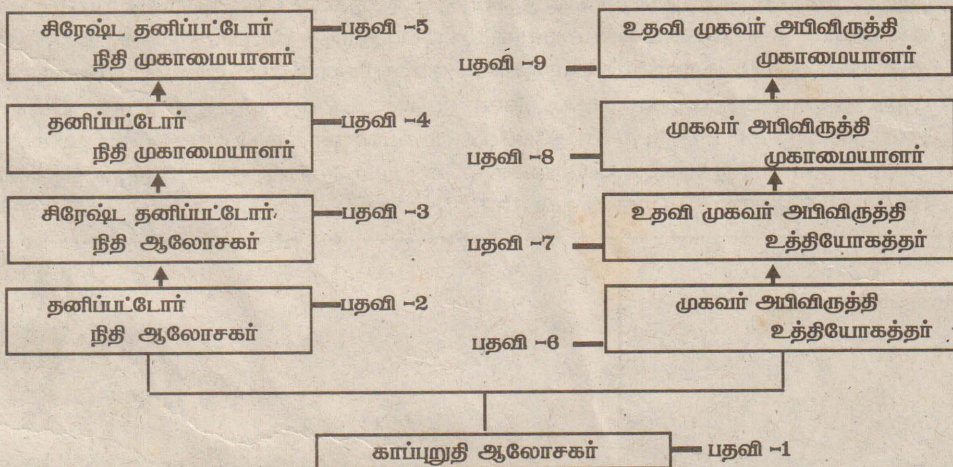 சிரேஷ்ட தனிப்பட்டோர்
நிதி முகாமையாளர்
பதவி -5
தனிப்பட்டோர்
நிதி முகாமையாளர்
பதவி -4
சிரேஷ்ட தனிப்பட்டோர்
நிதி ஆலோசகர்
பதவி -3
தனிப்பட்டோர்
நிதி ஆலோசகர்
பதவி -2
உதவி முகவர் அபிவிருத்தி
முகாமையாளர்
பதவி -9
முகவர் அபிவிருத்தி
முகாமையாளர்
பதவி -8
உதவி முகவர் அபிவிருத்தி
உத்தியோகத்தர்
பதவி -7
முகவர் அபிவிருத்தி
உத்தியோகத்தர்
பதவி -6
காப்புறுதி ஆலோசகர்
பதவி -1